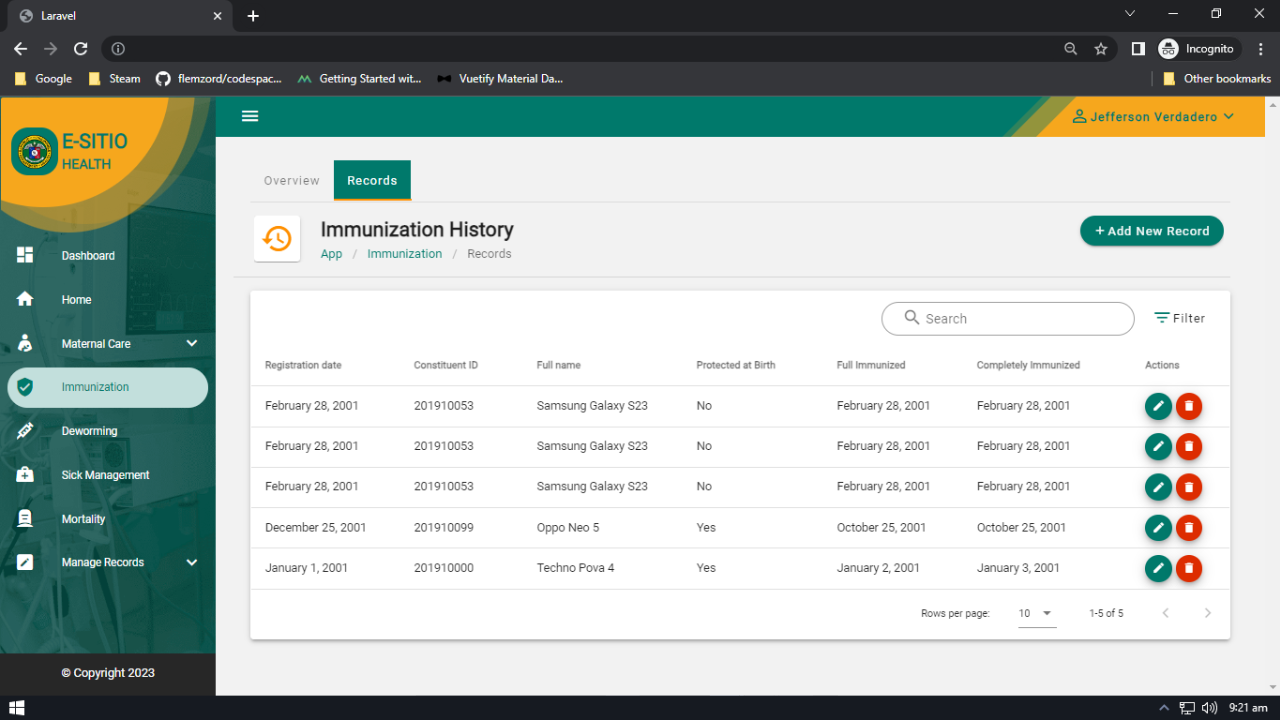 Laravel
Incognito
Google Steam flemzord/codespac... Getting Started wit... Vuetify Material Da... Other bookmarks
E-SITIO
HEALTH
Jefferson Verdadero
Dashboard
Home
Maternal Care
Immunization
Deworming
Sick Management
Mortality
Manage Records
© Copyright 2023
Overview Records
Immunization History
App / Immunization / Records
+ Add New Record
Search Filter
Registration date Constituent ID Full name Protected at Birth Full Immunized Completely Immunized Actions
February 28, 2001 201910053 Samsung Galaxy S23 No February 28, 2001 February 28, 2001
February 28, 2001 201910053 Samsung Galaxy S23 No February 28, 2001 February 28, 2001
February 28, 2001 201910053 Samsung Galaxy S23 No February 28, 2001 February 28, 2001
December 25, 2001 201910099 Oppo Neo 5 Yes October 25, 2001 October 25, 2001
January 1, 2001 201910000 Techno Pova 4 Yes January 2, 2001 January 3, 2001
Rows per page: 10 1-5 of 5
9:21 am